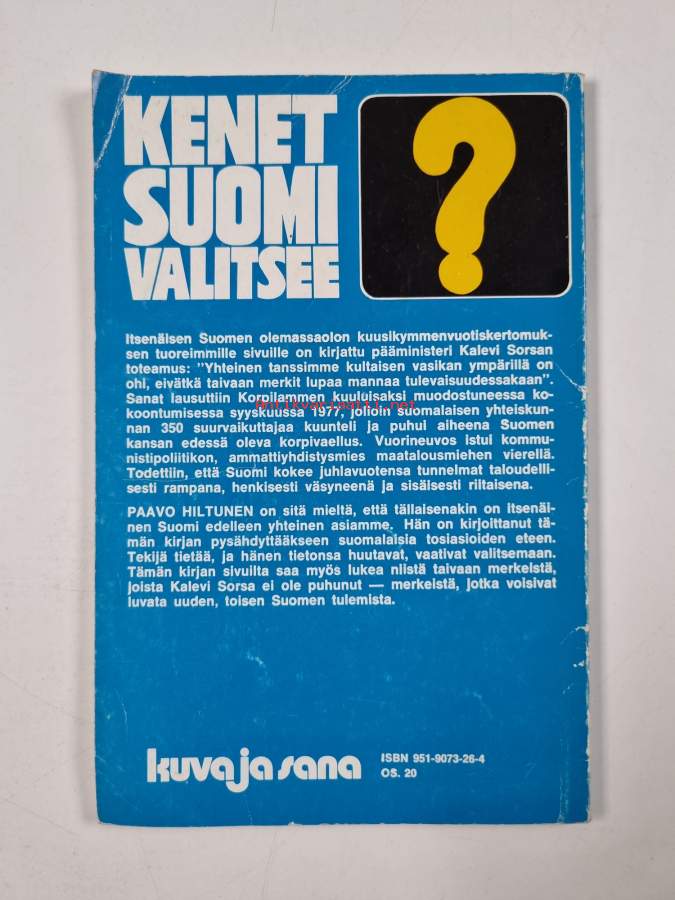 KENET
SUOMI
VALITSEE
?
Itsenäisen Suomen olemassaolon kuusikymmenvuotiskertomuk-
sen tuoreimmille sivuille on kirjattu pääministeri Kalevi Sorsan
toteamus: ”Yhteinen tanssimme kultaisen vasikan ympärillä on
ohi, eivätkä taivaan merkit lupaa mannaa tulevaisuudessakaan”.
Sanat lausuttiin Korpilammen kuuluisaksi muodostuneessa ko-
koontumisessa syyskuussa 1977, jolloin suomalaisen yhteiskun-
nan 350 suurvaikuttajaa kuunteli ja puhui aiheena Suomen
kansan edessä oleva korpivaellus. Vuorineuvos istui kommu-
nistipoliitikon, ammattiyhdistysmies maatalousmiehen vierellä.
Todettiin, että Suomi kokee juhlavuotensa tunnelmat taloudelli-
sesti rampana, henkisesti väsyneenä ja sisäisesti riitaisena.
PAAVO HILTUNEN on sitä mieltä, että tällaisenakin on itsenäi-
nen Suomi edelleen yhteinen asiamme. Hän on kirjoittanut tä-
män kirjan pysähdyttääkseen suomalaisia tosiasioiden eteen.
Tekijä tietää, ja hänen tietonsa huutavat, vaativat valitsemaan.
Tämän kirjan sivuilta saa myös lukea niistä taivaan merkeistä,
joista Kalevi Sorsa ei ole puhunut — merkeistä, jotka voisivat
luvata uuden, toisen Suomen tulemista.
Antikvariaatti.net
kuva ja sana
ISBN 951-9073-26-4
OS. 20